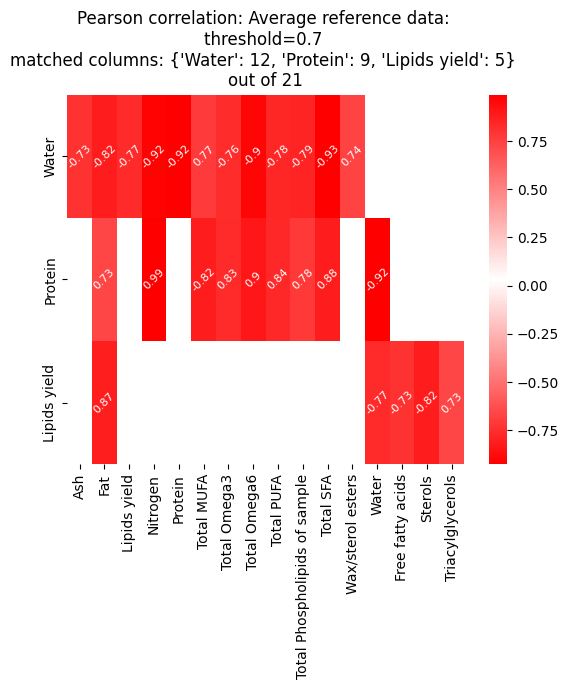 Pearson correlation: Average reference data:
threshold=0.7
matched columns: {'Water': 12, 'Protein': 9, 'Lipids yield': 5}
out of 21
Water
-0.73 -0.82 -0.77 -0.92 -0.92 -0.77 -0.76 -0.9 -0.78 -0.79 -0.93 0.74
Protein
0.73 0.99 -0.82 0.83 0.9 0.84 0.78 0.88 -0.92
Lipids yield
0.87 -0.77 -0.73 -0.82 0.73
Ash
Fat
Lipids yield
Nitrogen
Protein
Total MUFA
Total Omega3
Total Omega6
Total PUFA
Total Phospholipids of sample
Total SFA
Wax/sterol esters
Water
Free fatty acids
Sterols
Triacylglycerols
0.75
0.50
0.25
0.00
−0.25
−0.50
−0.75